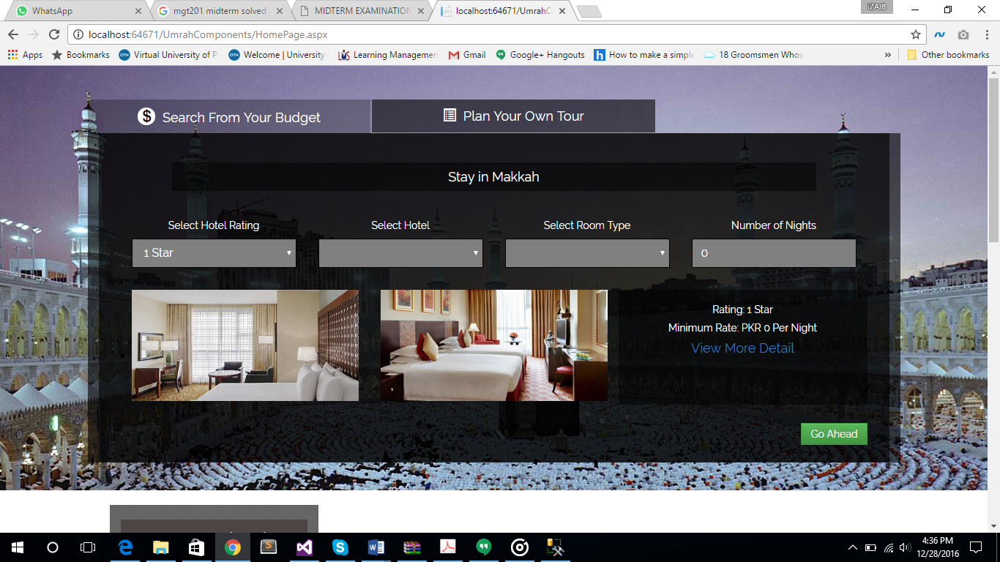 WhatsApp
mgt201 midterm solved
MIDTERM EXAMINATION
localhost:64671/UmrahC
iZAIB
localhost:64671/UmrahComponents/HomePage.aspx
Apps
Bookmarks
OTH
Virtual University of Pa
OTH
Welcome | University
Learning Managemen
Gmail
Google+ Hangouts
How to make a simple
18 Groomsmen Whos
»
Other bookmarks
$ Search From Your Budget
Plan Your Own Tour
Stay in Makkah
Select Hotel Rating
Select Hotel
Select Room Type
Number of Nights
1 Star
0
Rating: 1 Star
Minimum Rate: PKR 0 Per Night
View More Detail
Go Ahead
4:36 PM
12/28/2016